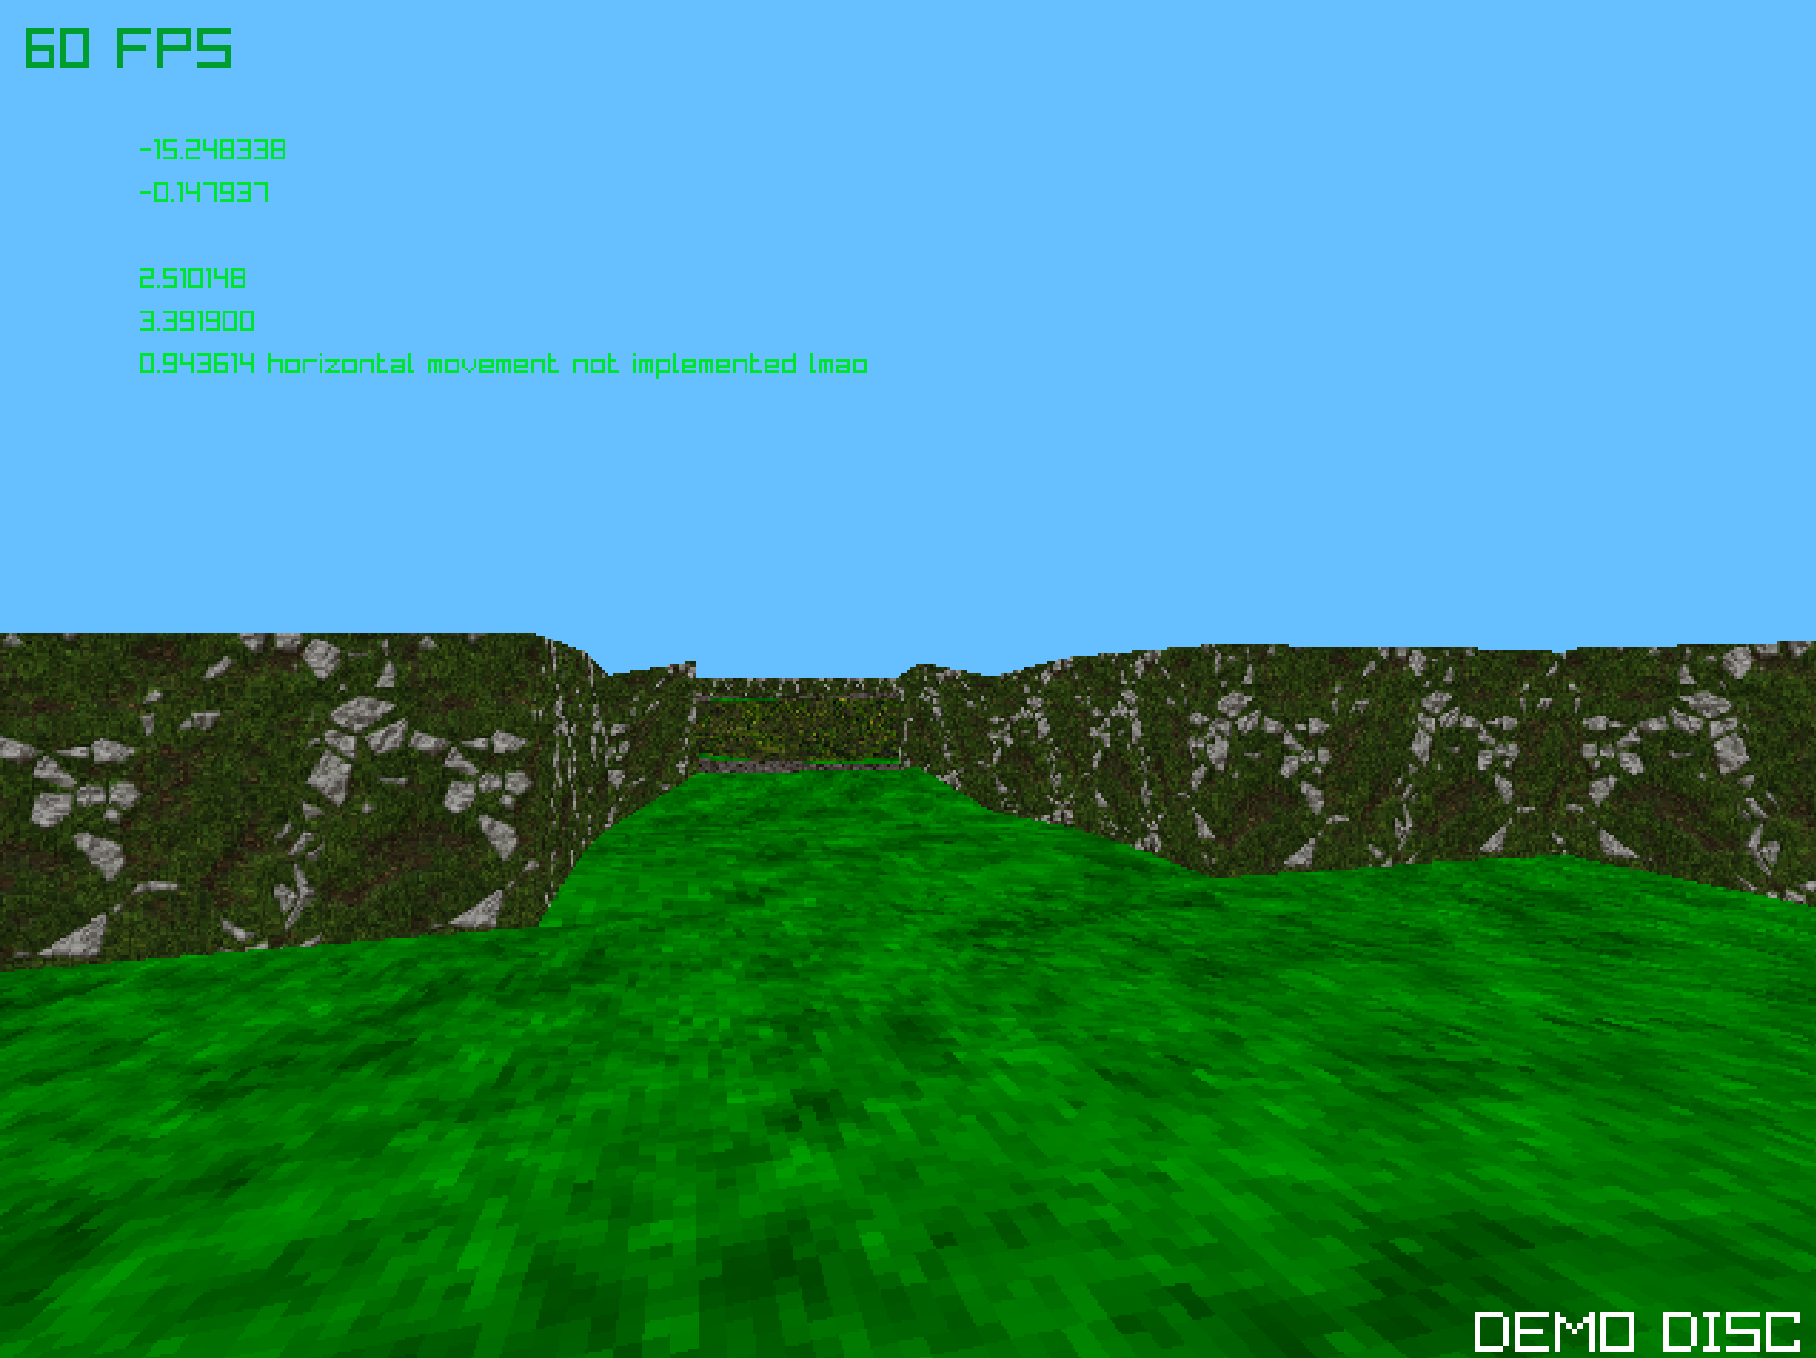 60 FPS
-15.248338
-0.147937
2.510148
3.391900
0.943614 horizontal movement not implemented lmao
DEMO DISC